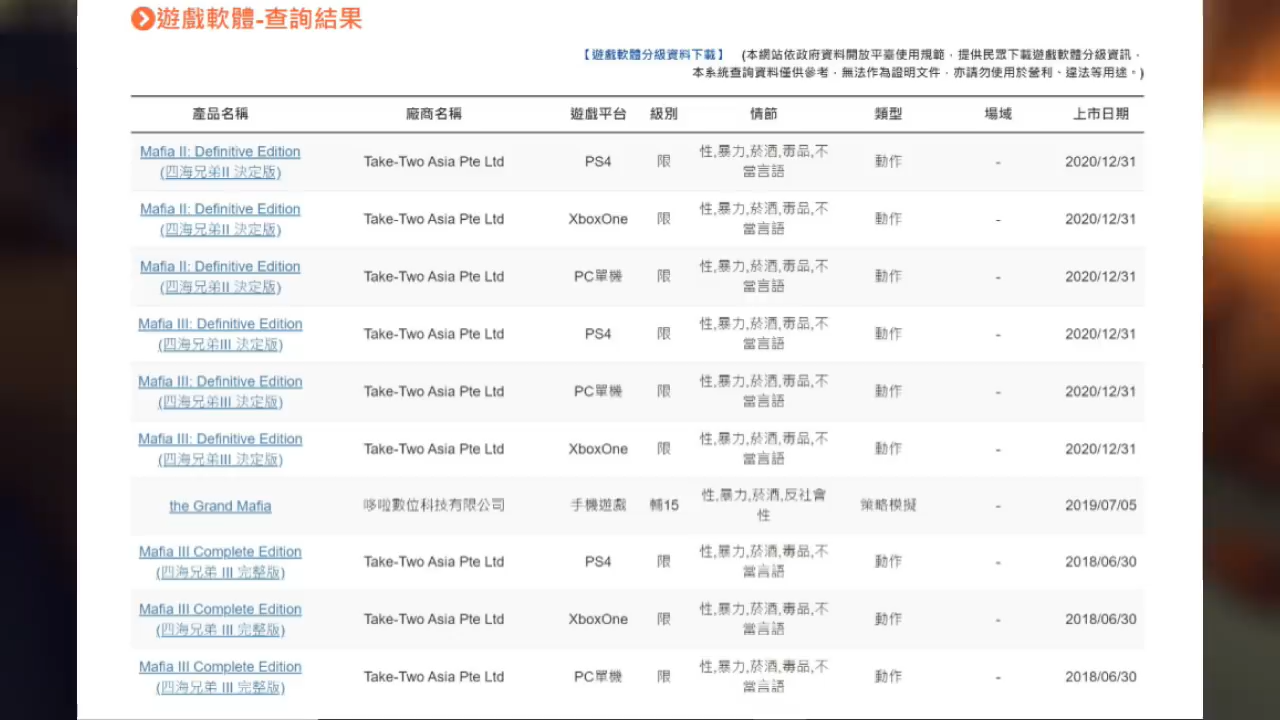 遊戲軟體-查詢結果
【遊戲軟體分級資料下載】 (本網站依政府資料開放平臺使用規範，提供民眾下載遊戲軟體分級資訊，
本系統查詢資料僅供參考，無法作為證明文件，亦請勿使用於營利、違法等用途。)
產品名稱 廠商名稱 遊戲平台 級別 情節 類型 場域 上市日期
Mafia II: Definitive Edition
(四海兄弟II 決定版) Take-Two Asia Pte Ltd PS4 限 性,暴力,菸酒,毒品,不
當言語 動作 - 2020/12/31
Mafia II: Definitive Edition
(四海兄弟II 決定版) Take-Two Asia Pte Ltd XboxOne 限 性,暴力,菸酒,毒品,不
當言語 動作 - 2020/12/31
Mafia II: Definitive Edition
(四海兄弟II 決定版) Take-Two Asia Pte Ltd PC單機 限 性,暴力,菸酒,毒品,不
當言語 動作 - 2020/12/31
Mafia III: Definitive Edition
(四海兄弟III 決定版) Take-Two Asia Pte Ltd PS4 限 性,暴力,菸酒,毒品,不
當言語 動作 - 2020/12/31
Mafia III: Definitive Edition
(四海兄弟III 決定版) Take-Two Asia Pte Ltd PC單機 限 性,暴力,菸酒,毒品,不
當言語 動作 - 2020/12/31
Mafia III: Definitive Edition
(四海兄弟III 決定版) Take-Two Asia Pte Ltd XboxOne 限 性,暴力,菸酒,毒品,不
當言語 動作 - 2020/12/31
the Grand Mafia 哆啦數位科技有限公司 手機遊戲 輔15 性,暴力,菸酒,反社會
性 策略模擬 - 2019/07/05
Mafia III Complete Edition
(四海兄弟 III 完整版) Take-Two Asia Pte Ltd PS4 限 性,暴力,菸酒,毒品,不
當言語 動作 - 2018/06/30
Mafia III Complete Edition
(四海兄弟 III 完整版) Take-Two Asia Pte Ltd XboxOne 限 性,暴力,菸酒,毒品,不
當言語 動作 - 2018/06/30
Mafia III Complete Edition
(四海兄弟 III 完整版) Take-Two Asia Pte Ltd PC單機 限 性,暴力,菸酒,毒品,不
當言語 動作 - 2018/06/30